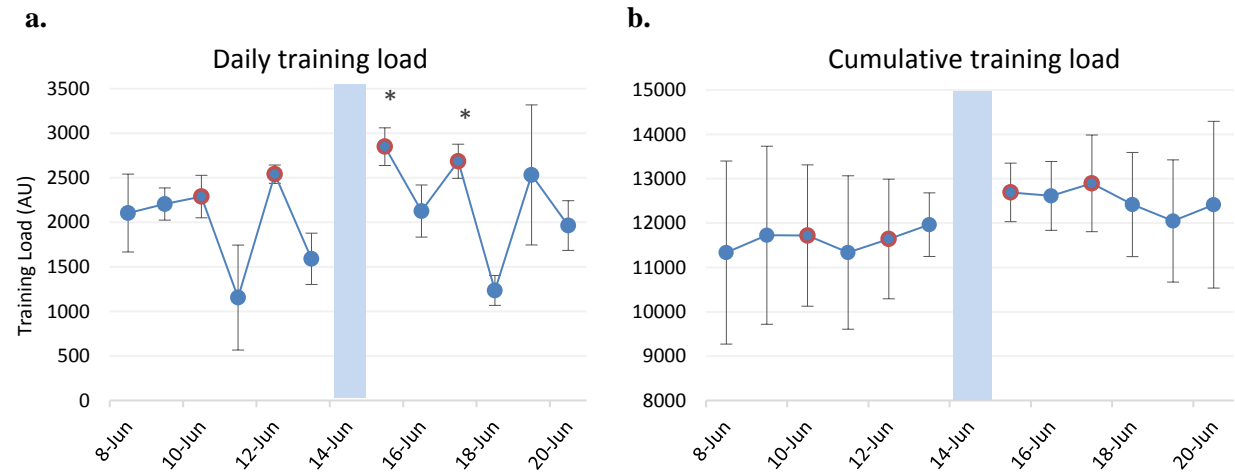 a.
Daily training load
Training Load (AU)
3500
3000
2500
2000
1500
1000
500
0
*
*
8-Jun
10-Jun
12-Jun
14-Jun
16-Jun
18-Jun
20-Jun
b.
Cumulative training load
15000
14000
13000
12000
11000
10000
9000
8000
8-Jun
10-Jun
12-Jun
14-Jun
16-Jun
18-Jun
20-Jun